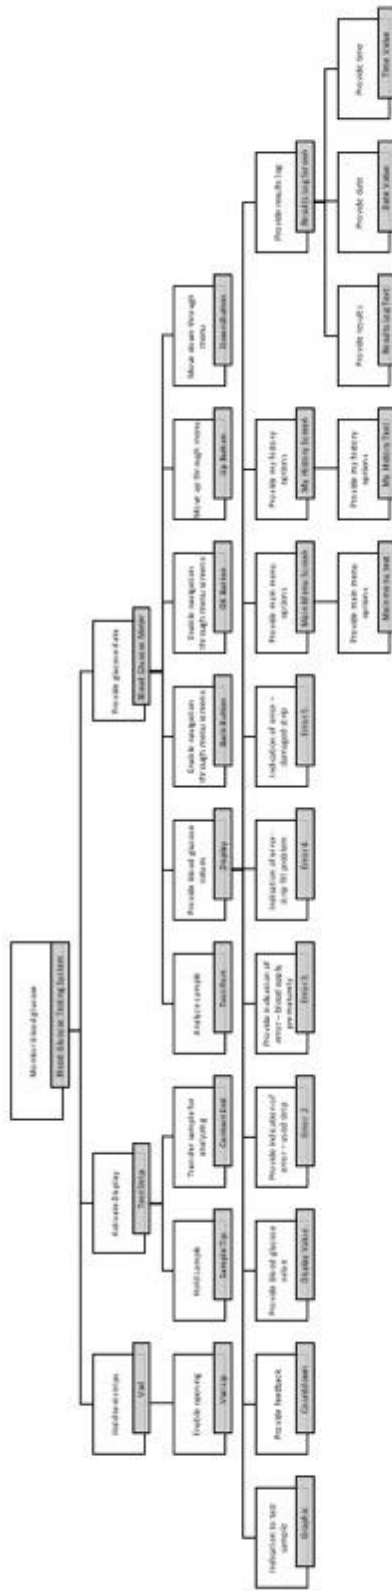 Monitor blood glucose
Blood Glucose Testing System
Hold test strips
Vial
Activate Display
Test Strip
Provide glucose data
Blood Glucose Meter
Enable opening
Vial Lip
Hold sample
Sample Tip
Transfer sample for
analyzing
Contact End
Analyze sample
Test Port
Provide blood glucose
values
Display
Enable navigation
through menu screens
Back Button
Enable navigation
through menu screens
OK Button
Move up through menu
Up Button
Move down through
menu
Down Button
Indication to test
sample
Graphic
Provide feedback
Countdown
Provide blood glucose
value
Display Value
Provide indication of
error – used strip
Error 2
Provide indication of
error – blood apply
prematurely
Error 3
Indication of error –
strip fill problem
Error 4
Indication of error –
damaged strip
Error 5
Provide main menu
options
Main Menu Screen
Provide my history
options
My History Screen
Provide results log
Results Log Screen
Provide main menu
options
Main menu text
Provide my history
options
My History Text
Provide results
Results Log Text
Provide date
Date Value
Provide time
Time Value